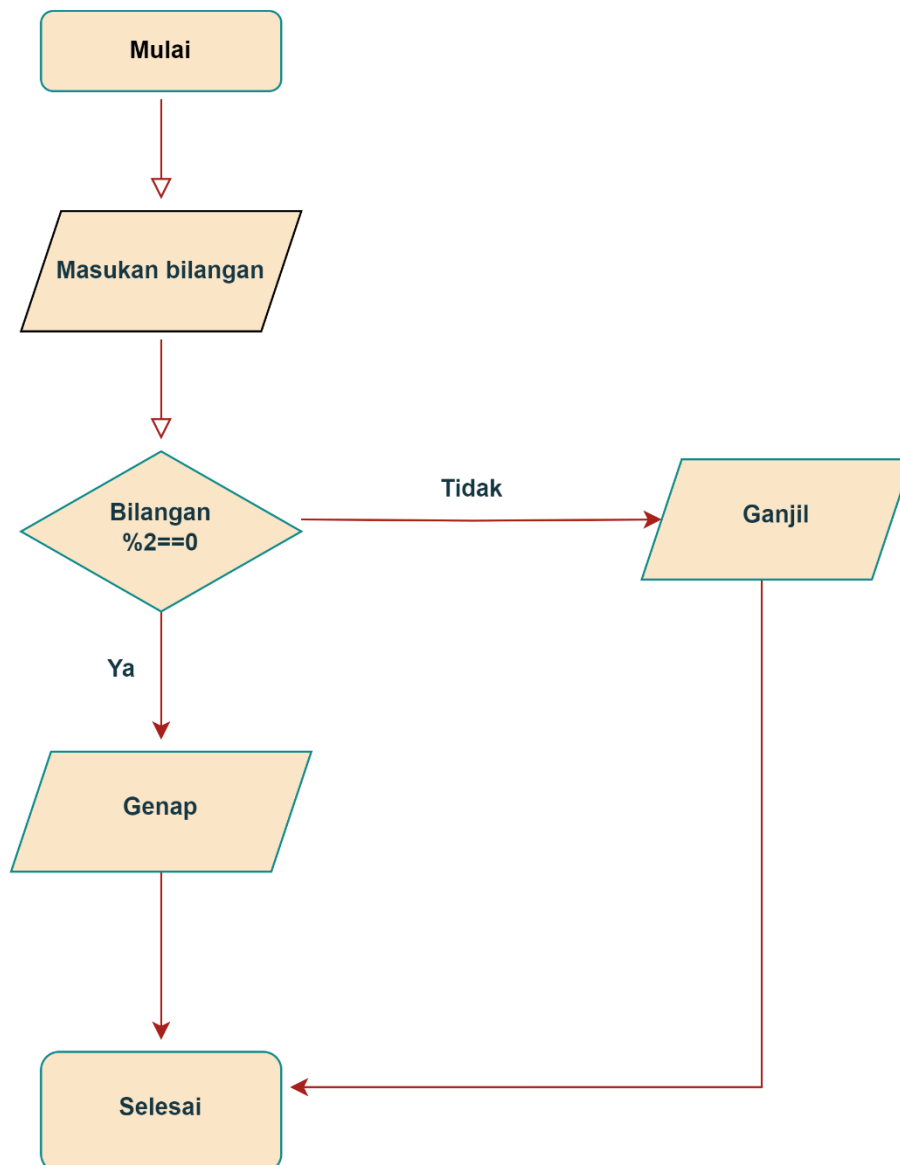 Mulai
Masukan bilangan
Bilangan
%2==0
Tidak
Ganjil
Ya
Genap
Selesai